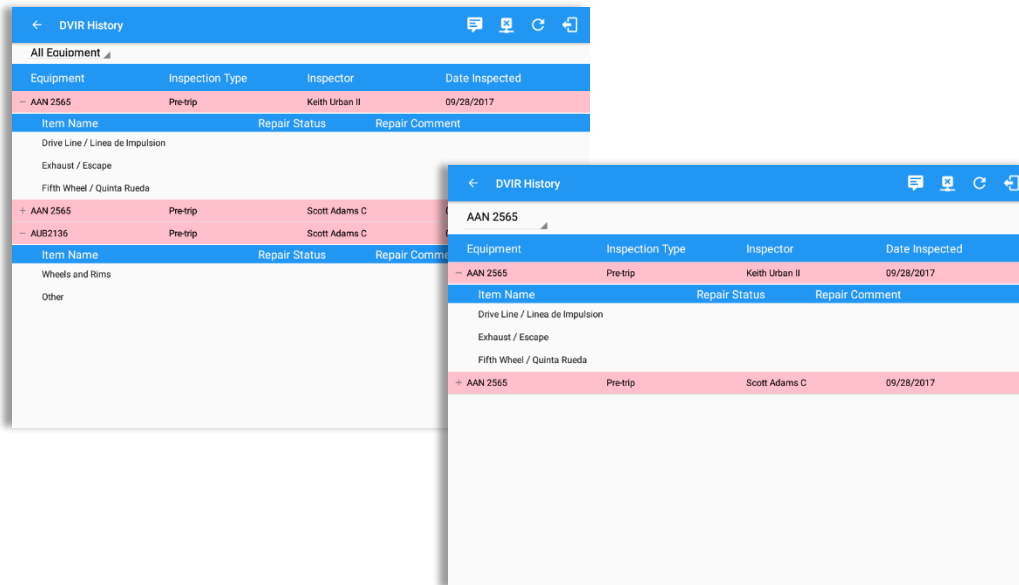 DVIR History
All Equipment
Equipment Inspection Type Inspector Date Inspected
− AAN 2565 Pre-trip Keith Urban II 09/28/2017
Item Name Repair Status Repair Comment
Drive Line / Linea de Impulsion
Exhaust / Escape
Fifth Wheel / Quinta Rueda
+ AAN 2565 Pre-trip Scott Adams C
− AUB2136 Pre-trip Scott Adams C
Item Name Repair Status Repair Comme
Wheels and Rims
Other
DVIR History
AAN 2565
Equipment Inspection Type Inspector Date Inspected
− AAN 2565 Pre-trip Keith Urban II 09/28/2017
Item Name Repair Status Repair Comment
Drive Line / Linea de Impulsion
Exhaust / Escape
Fifth Wheel / Quinta Rueda
+ AAN 2565 Pre-trip Scott Adams C 09/28/2017